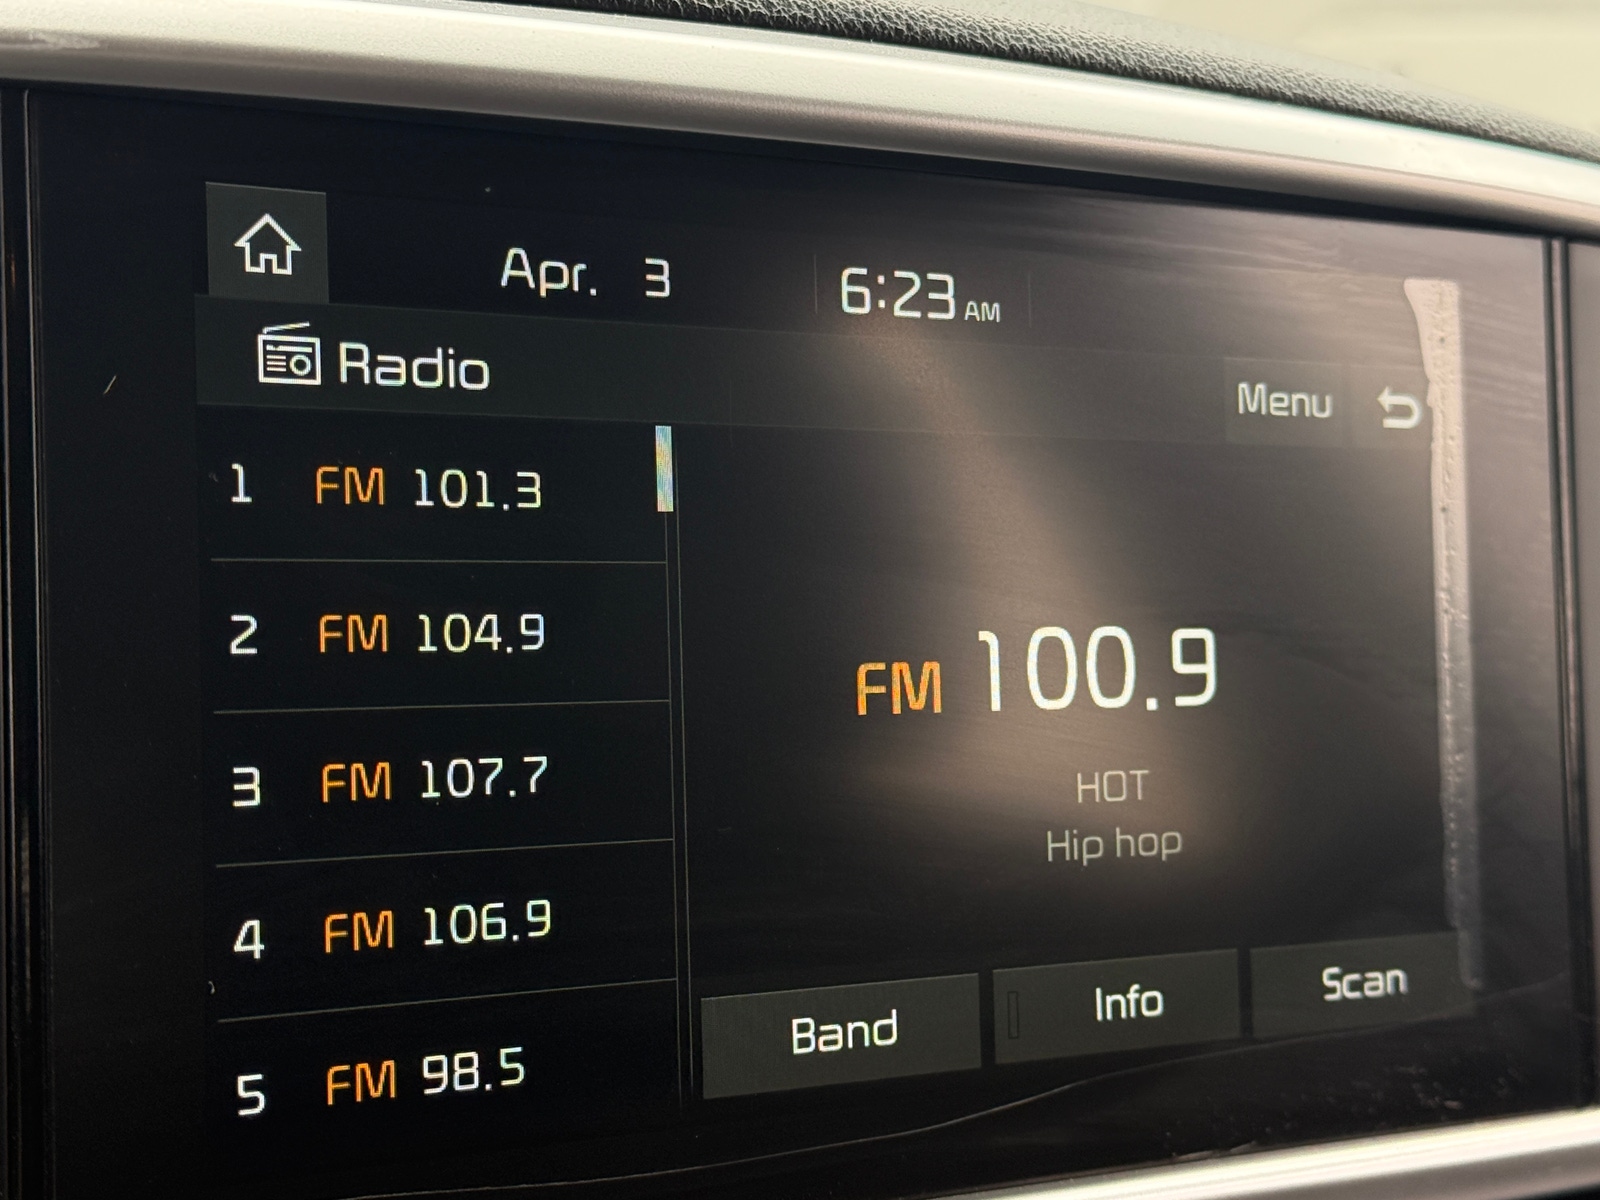 Apr. 3 6:23 AM
Radio
Menu
1 FM 101.3
2 FM 104.9
3 FM 107.7
4 FM 106.9
5 FM 98.5
FM 100.9
HOT
Hip hop
Band Info Scan